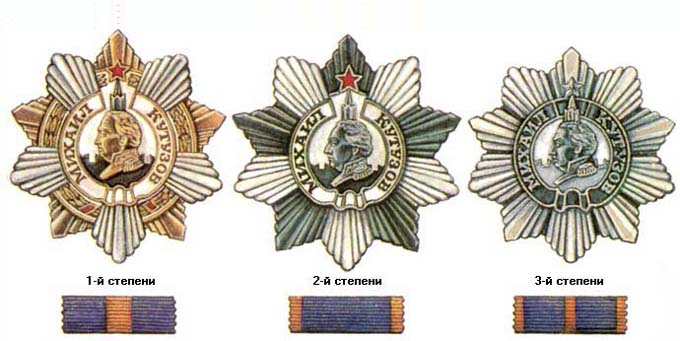 МИХАИЛ КУТУЗОВ
МИХАИЛ КУТУЗОВ
МИХАИЛ КУТУЗОВ
1-й степени
2-й степени
3-й степени